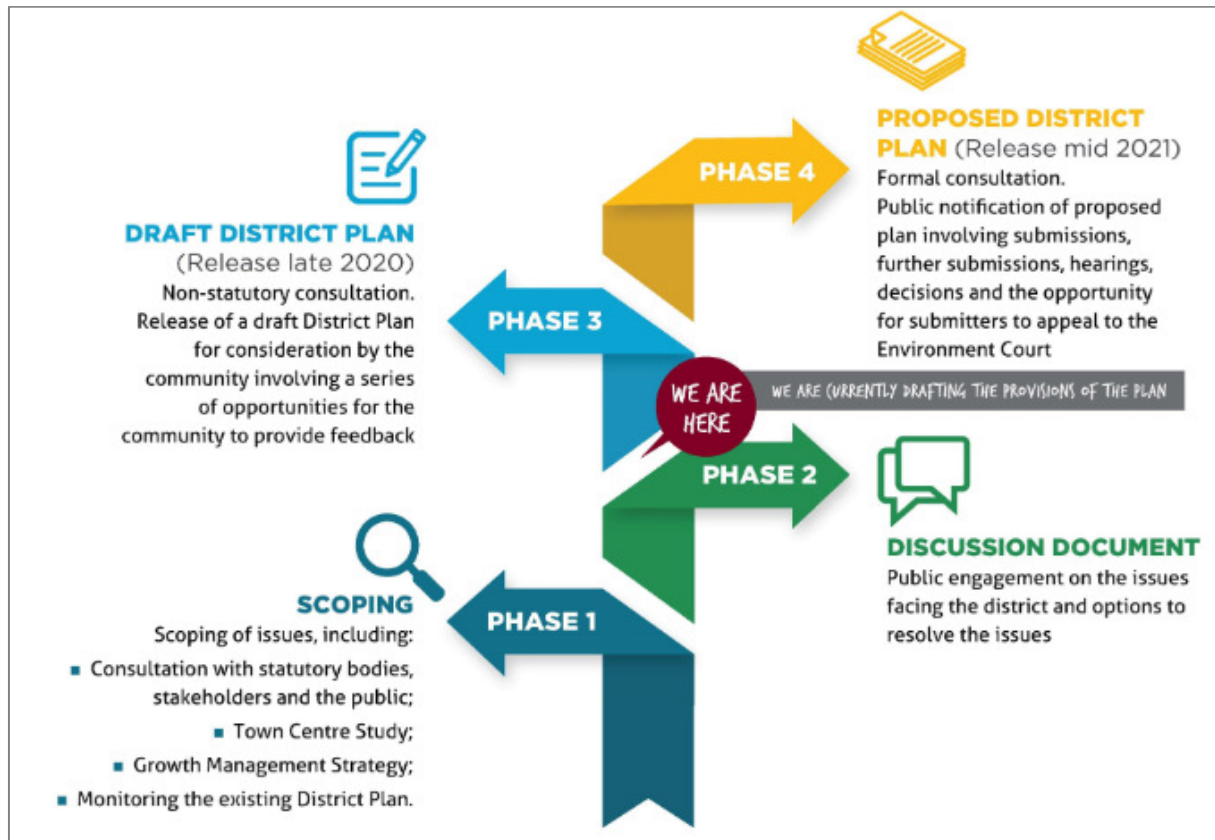 PHASE 4
PROPOSED DISTRICT
PLAN (Release mid 2021)
Formal consultation.
Public notification of proposed
plan involving submissions,
further submissions, hearings,
decisions and the opportunity
for submitters to appeal to the
Environment Court
DRAFT DISTRICT PLAN
(Release late 2020)
Non-statutory consultation.
Release of a draft District Plan
for consideration by the
community involving a series
of opportunities for the
community to provide feedback
PHASE 3
WE ARE
HERE
WE ARE CURRENTLY DRAFTING THE PROVISIONS OF THE PLAN
PHASE 2
DISCUSSION DOCUMENT
Public engagement on the issues
facing the district and options to
resolve the issues
SCOPING
Scoping of issues, including:
▪ Consultation with statutory bodies,
stakeholders and the public;
▪ Town Centre Study;
▪ Growth Management Strategy;
▪ Monitoring the existing District Plan.
PHASE 1